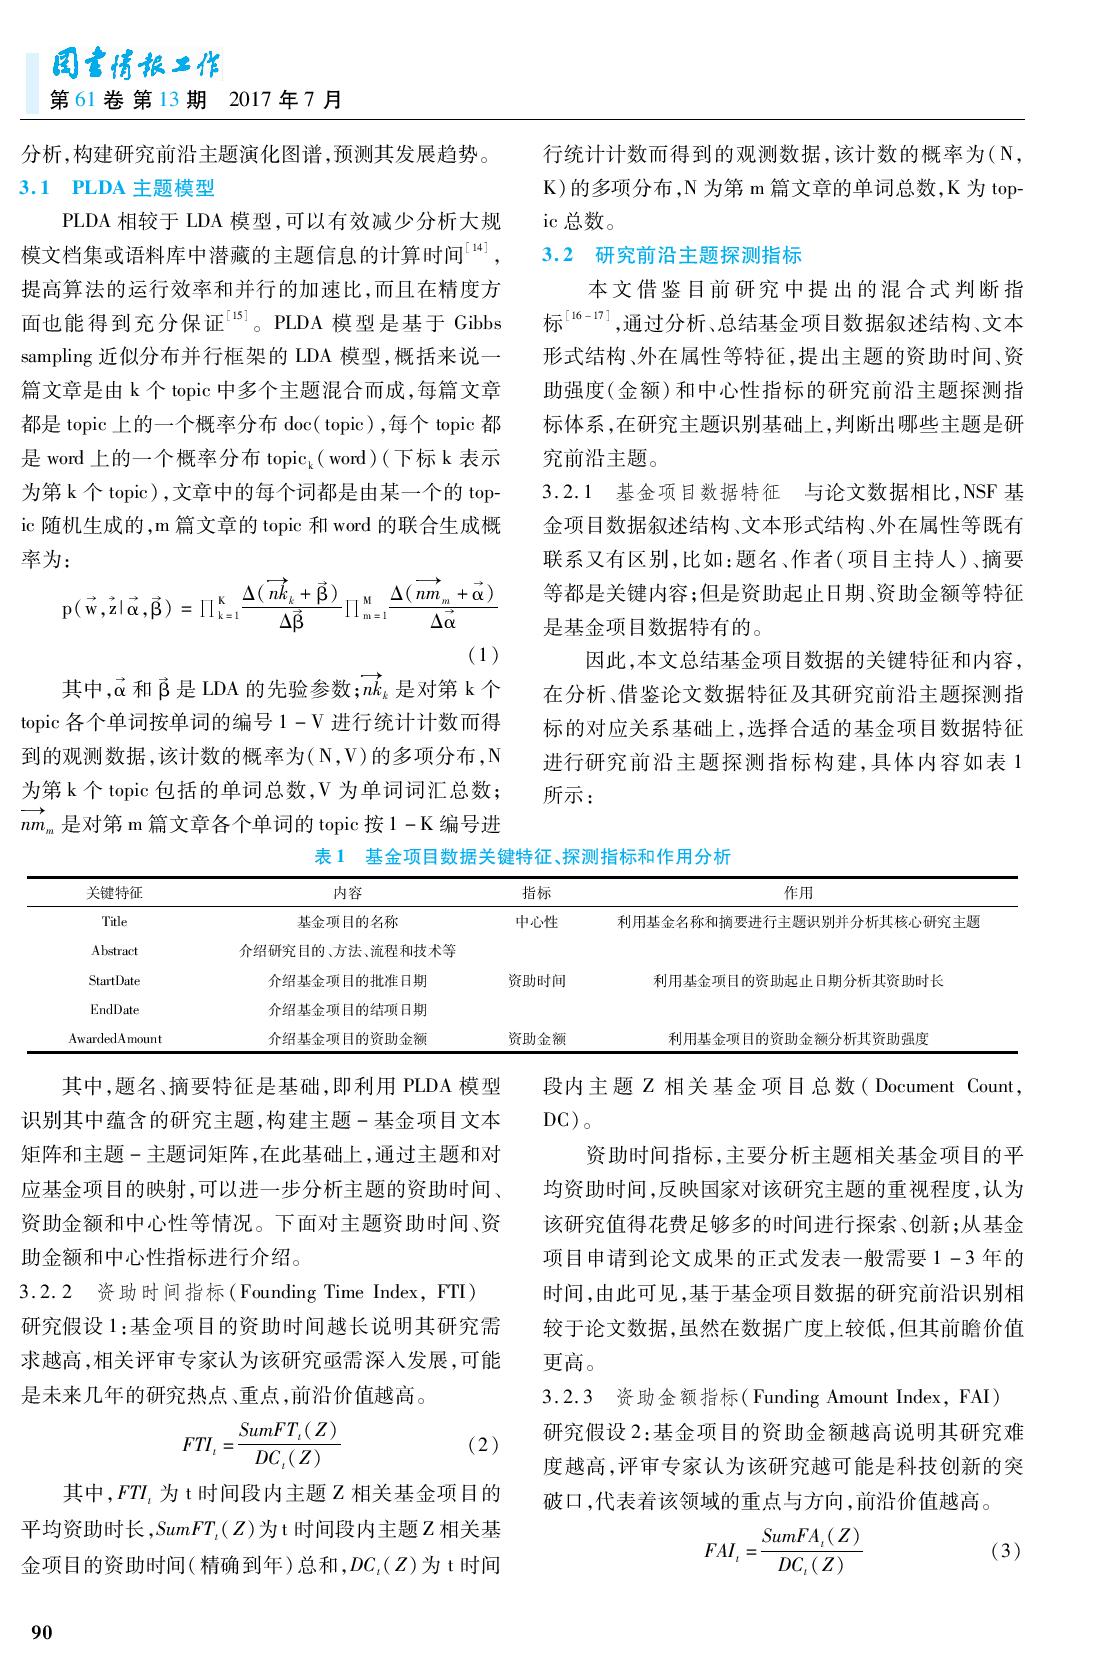 图书情报工作
第 61 卷 第 13 期 2017 年 7 月
分析,构建研究前沿主题演化图谱,预测其发展趋势。
3.1 PLDA 主题模型
PLDA 相较于 LDA 模型,可以有效减少分析大规
模文档集或语料库中潜藏的主题信息的计算时间[14],
提高算法的运行效率和并行的加速比,而且在精度方
面也能得到充分保证[15]。PLDA 模型是基于 Gibbs
sampling 近似分布并行框架的 LDA 模型,概括来说一
篇文章是由 k 个 topic 中多个主题混合而成,每篇文章
都是 topic 上的一个概率分布 doc(topic),每个 topic 都
是 word 上的一个概率分布 topic_k(word)(下标 k 表示
为第 k 个 topic),文章中的每个词都是由某一个的 top-
ic 随机生成的,m 篇文章的 topic 和 word 的联合生成概
率为:
p(w⃗,z⃗|α⃗,β⃗) = ∏_{k=1}^{K} Δ(nk⃗_k + β⃗)/Δβ⃗ ∏_{m=1}^{M} Δ(nm⃗_m + α⃗)/Δα⃗
(1)
其中,α⃗ 和 β⃗ 是 LDA 的先验参数;nk⃗_k 是对第 k 个
topic 各个单词按单词的编号 1 – V 进行统计计数而得
到的观测数据,该计数的概率为(N,V)的多项分布,N
为第 k 个 topic 包括的单词总数,V 为单词词汇总数;
nm⃗_m 是对第 m 篇文章各个单词的 topic 按 1 – K 编号进
行统计计数而得到的观测数据,该计数的概率为(N,
K)的多项分布,N 为第 m 篇文章的单词总数,K 为 top-
ic 总数。
3.2 研究前沿主题探测指标
本文借鉴目前研究中提出的混合式判断指
标[16-17],通过分析、总结基金项目数据叙述结构、文本
形式结构、外在属性等特征,提出主题的资助时间、资
助强度(金额)和中心性指标的研究前沿主题探测指
标体系,在研究主题识别基础上,判断出哪些主题是研
究前沿主题。
3.2.1 基金项目数据特征 与论文数据相比,NSF 基
金项目数据叙述结构、文本形式结构、外在属性等既有
联系又有区别,比如:题名、作者(项目主持人)、摘要
等都是关键内容;但是资助起止日期、资助金额等特征
是基金项目数据特有的。
因此,本文总结基金项目数据的关键特征和内容,
在分析、借鉴论文数据特征及其研究前沿主题探测指
标的对应关系基础上,选择合适的基金项目数据特征
进行研究前沿主题探测指标构建,具体内容如表 1
所示:
表 1 基金项目数据关键特征、探测指标和作用分析
关键特征 内容 指标 作用
Title 基金项目的名称 中心性 利用基金名称和摘要进行主题识别并分析其核心研究主题
Abstract 介绍研究目的、方法、流程和技术等
StartDate 介绍基金项目的批准日期 资助时间 利用基金项目的资助起止日期分析其资助时长
EndDate 介绍基金项目的结项日期
AwardedAmount 介绍基金项目的资助金额 资助金额 利用基金项目的资助金额分析其资助强度
其中,题名、摘要特征是基础,即利用 PLDA 模型
识别其中蕴含的研究主题,构建主题 – 基金项目文本
矩阵和主题 – 主题词矩阵,在此基础上,通过主题和对
应基金项目的映射,可以进一步分析主题的资助时间、
资助金额和中心性等情况。下面对主题资助时间、资
助金额和中心性指标进行介绍。
3.2.2 资助时间指标(Founding Time Index, FTI)
研究假设 1:基金项目的资助时间越长说明其研究需
求越高,相关评审专家认为该研究亟需深入发展,可能
是未来几年的研究热点、重点,前沿价值越高。
FTI_t = SumFT_t(Z)/DC_t(Z) (2)
其中,FTI_t 为 t 时间段内主题 Z 相关基金项目的
平均资助时长,SumFT_t(Z)为 t 时间段内主题 Z 相关基
金项目的资助时间(精确到年)总和,DC_t(Z)为 t 时间
段内主题 Z 相关基金项目总数(Document Count,
DC)。
资助时间指标,主要分析主题相关基金项目的平
均资助时间,反映国家对该研究主题的重视程度,认为
该研究值得花费足够多的时间进行探索、创新;从基金
项目申请到论文成果的正式发表一般需要 1 – 3 年的
时间,由此可见,基于基金项目数据的研究前沿识别相
较于论文数据,虽然在数据广度上较低,但其前瞻价值
更高。
3.2.3 资助金额指标(Funding Amount Index, FAI)
研究假设 2:基金项目的资助金额越高说明其研究难
度越高,评审专家认为该研究越可能是科技创新的突
破口,代表着该领域的重点与方向,前沿价值越高。
FAI_t = SumFA_t(Z)/DC_t(Z) (3)
90